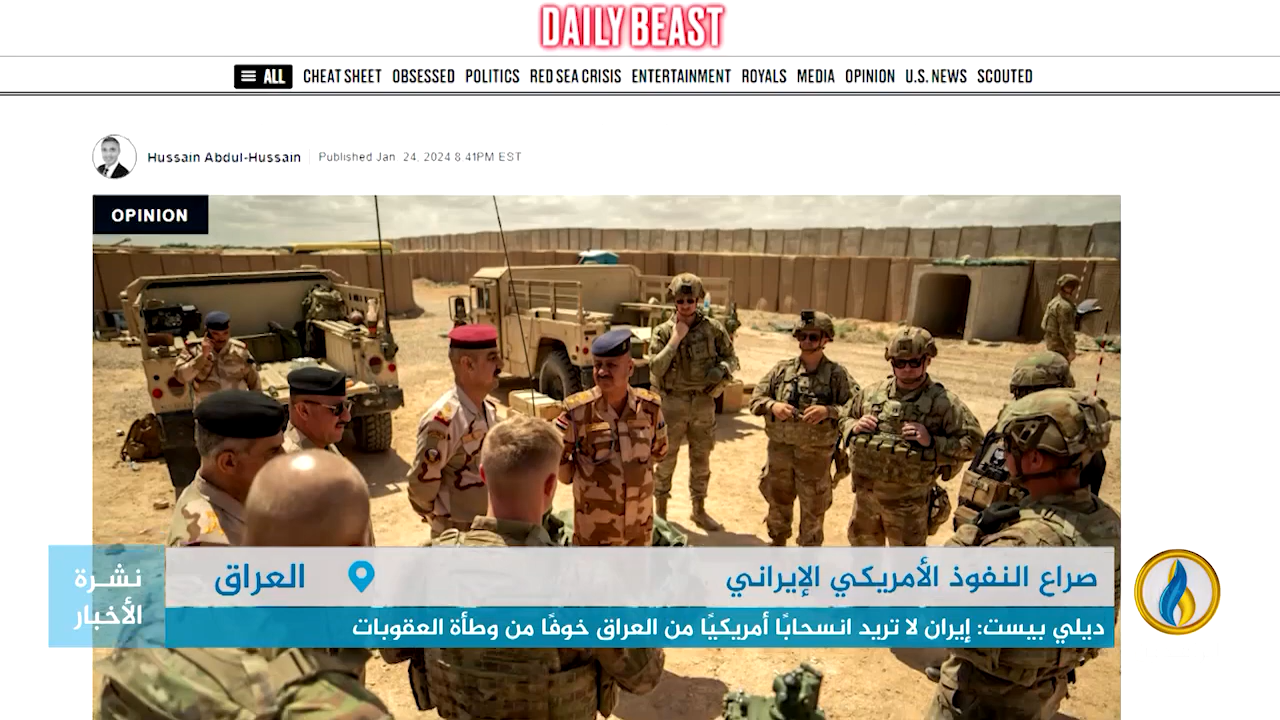 DAILY BEAST
ALL CHEAT SHEET OBSESSED POLITICS RED SEA CRISIS ENTERTAINMENT ROYALS MEDIA OPINION U.S. NEWS SCOUTED
Hussain Abdul-Hussain Published Jan. 24, 2024 8:41PM EST
OPINION
صراع النفوذ الأمريكي الإيراني
العراق
نشرة
الأخبار
ديلي بيست: إيران لا تريد انسحابًا أمريكيًا من العراق خوفًا من وطأة العقوبات